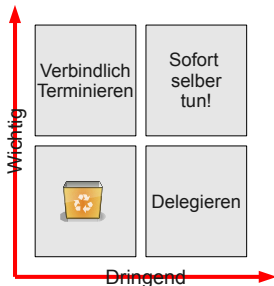 Verbindlich
Terminieren
Sofort
selber
tun!
Wichtig
Delegieren
Dringend